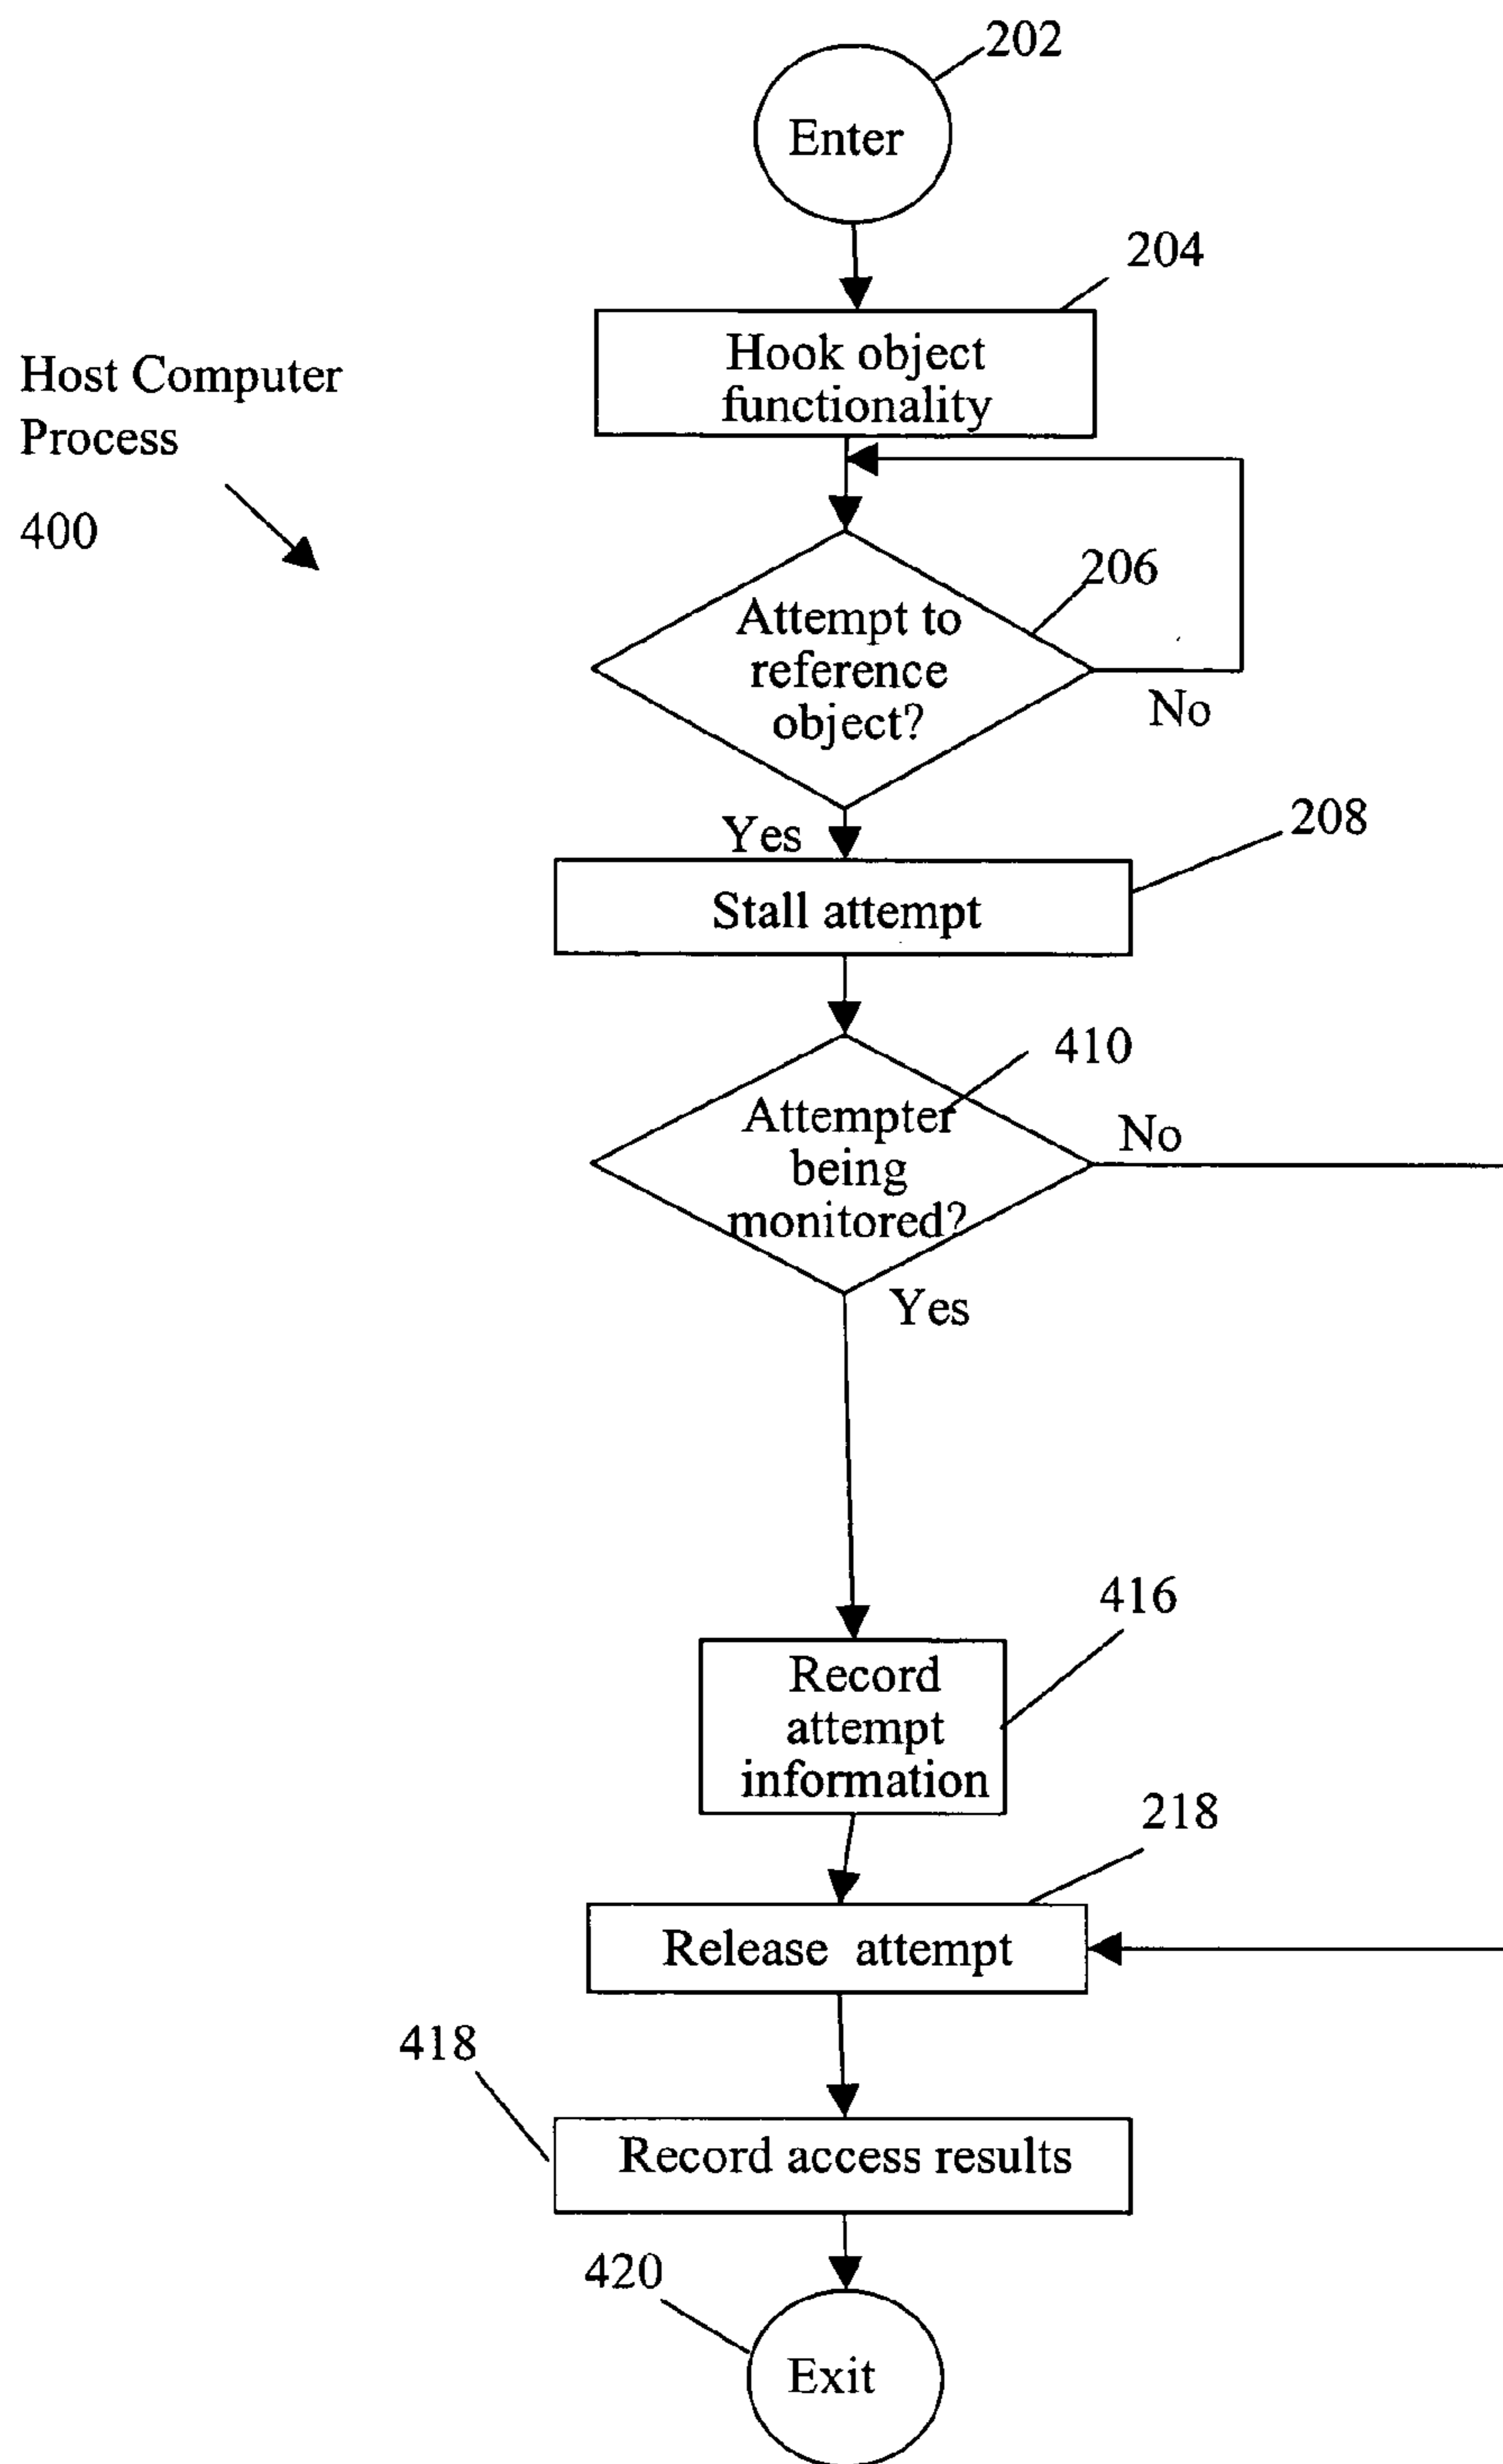 202
Enter
204
Hook object
functionality
Host Computer
Process
400
206
Attempt to
reference
object?
No
Yes
208
Stall attempt
410
Attempter
being
monitored?
No
Yes
416
Record
attempt
information
218
Release attempt
418
Record access results
420
Exit